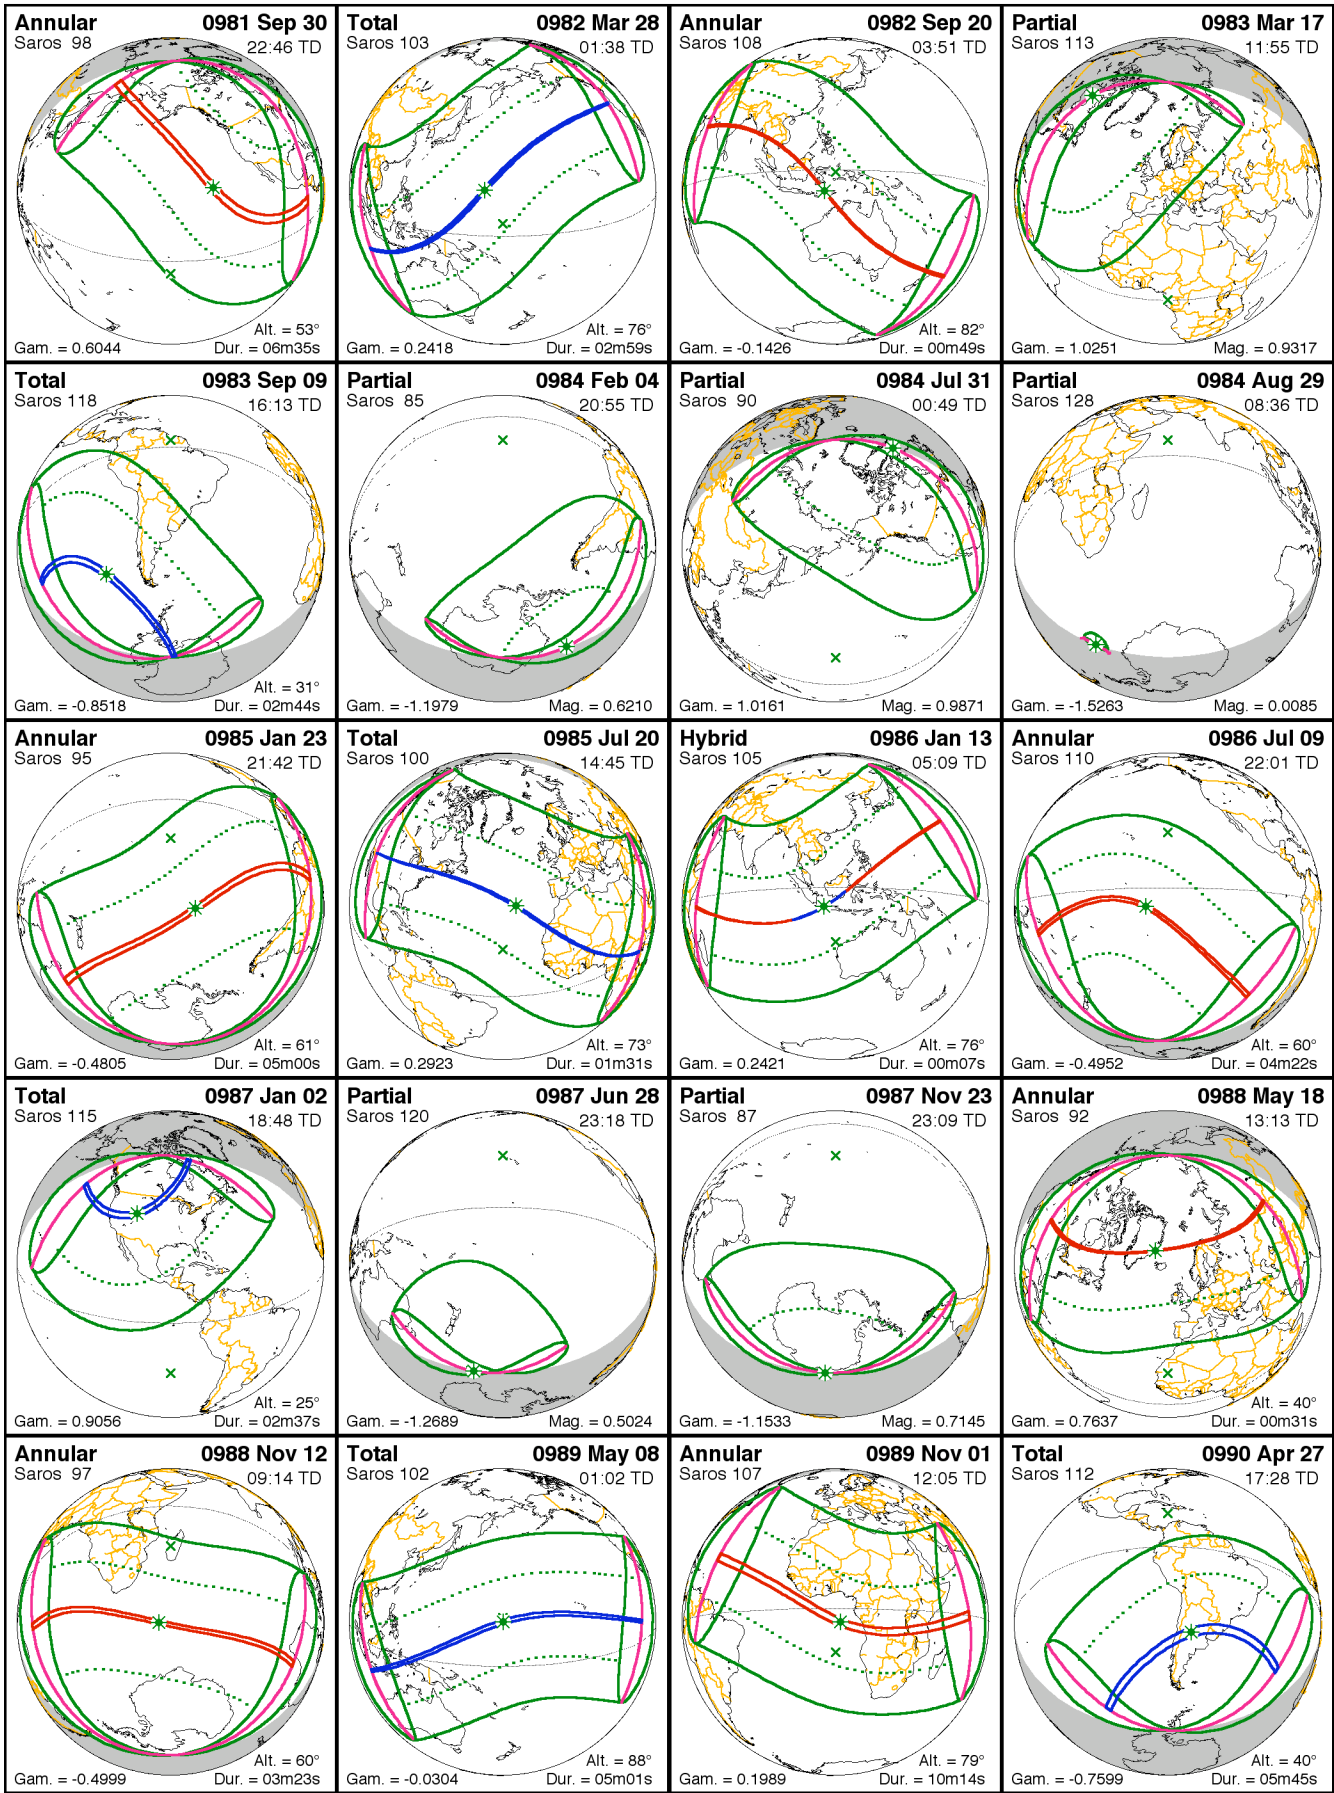 Annular 0981 Sep 30
Saros 98 22:46 TD
Alt. = 53°
Gam. = 0.6044 Dur. = 06m35s
Total 0982 Mar 28
Saros 103 01:38 TD
Alt. = 76°
Gam. = 0.2418 Dur. = 02m59s
Annular 0982 Sep 20
Saros 108 03:51 TD
Alt. = 82°
Gam. = -0.1426 Dur. = 00m49s
Partial 0983 Mar 17
Saros 113 11:55 TD
Gam. = 1.0251 Mag. = 0.9317
Total 0983 Sep 09
Saros 118 16:13 TD
Alt. = 31°
Gam. = -0.8518 Dur. = 02m44s
Partial 0984 Feb 04
Saros 85 20:55 TD
Gam. = -1.1979 Mag. = 0.6210
Partial 0984 Jul 31
Saros 90 00:49 TD
Gam. = 1.0161 Mag. = 0.9871
Partial 0984 Aug 29
Saros 128 08:36 TD
Gam. = -1.5263 Mag. = 0.0085
Annular 0985 Jan 23
Saros 95 21:42 TD
Alt. = 61°
Gam. = -0.4805 Dur. = 05m00s
Total 0985 Jul 20
Saros 100 14:45 TD
Alt. = 73°
Gam. = 0.2923 Dur. = 01m31s
Hybrid 0986 Jan 13
Saros 105 05:09 TD
Alt. = 76°
Gam. = 0.2421 Dur. = 00m07s
Annular 0986 Jul 09
Saros 110 22:01 TD
Alt. = 60°
Gam. = -0.4952 Dur. = 04m22s
Total 0987 Jan 02
Saros 115 18:48 TD
Alt. = 25°
Gam. = 0.9056 Dur. = 02m37s
Partial 0987 Jun 28
Saros 120 23:18 TD
Gam. = -1.2689 Mag. = 0.5024
Partial 0987 Nov 23
Saros 87 23:09 TD
Gam. = -1.1533 Mag. = 0.7145
Annular 0988 May 18
Saros 92 13:13 TD
Alt. = 40°
Gam. = 0.7637 Dur. = 00m31s
Annular 0988 Nov 12
Saros 97 09:14 TD
Alt. = 60°
Gam. = -0.4999 Dur. = 03m23s
Total 0989 May 08
Saros 102 01:02 TD
Alt. = 88°
Gam. = -0.0304 Dur. = 05m01s
Annular 0989 Nov 01
Saros 107 12:05 TD
Alt. = 79°
Gam. = 0.1989 Dur. = 10m14s
Total 0990 Apr 27
Saros 112 17:28 TD
Alt. = 40°
Gam. = -0.7599 Dur. = 05m45s